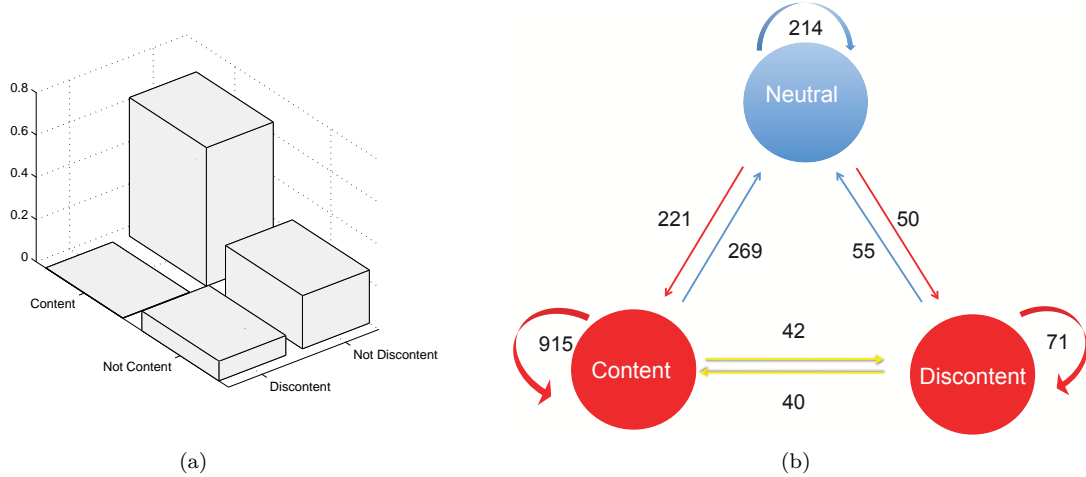 0.8
0.6
0.4
0.2
0
Content
Not Content
Discontent
Not Discontent
(a)
214
Neutral
221
269
50
55
915
Content
42
40
Discontent
71
(b)